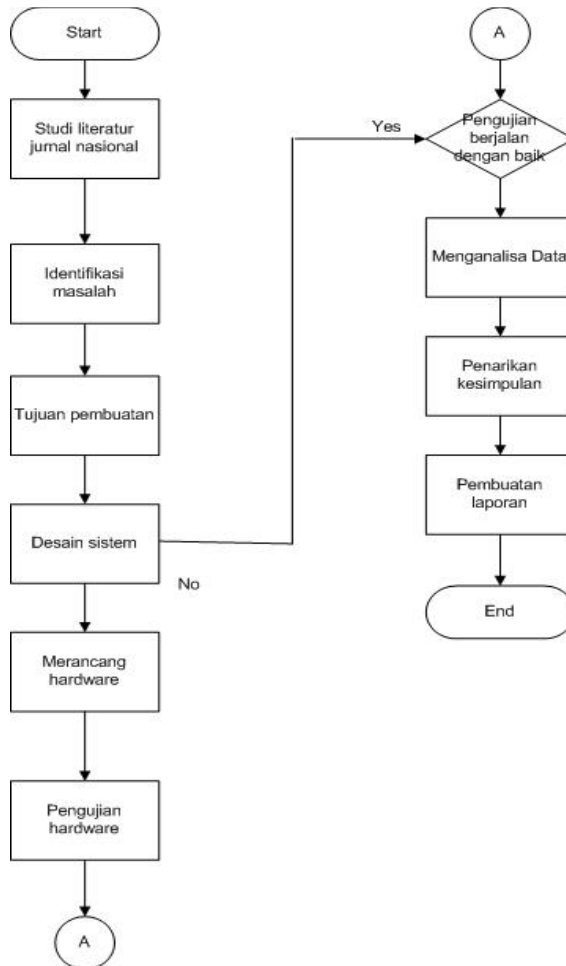 Start
Studi literatur
jurnal nasional
Identifikasi
masalah
Tujuan pembuatan
Desain sistem
No
Merancang
hardware
Pengujian
hardware
A
A
Yes
Pengujian
berjalan
dengan baik
Menganalisa Data
Penarikan
kesimpulan
Pembuatan
laporan
End